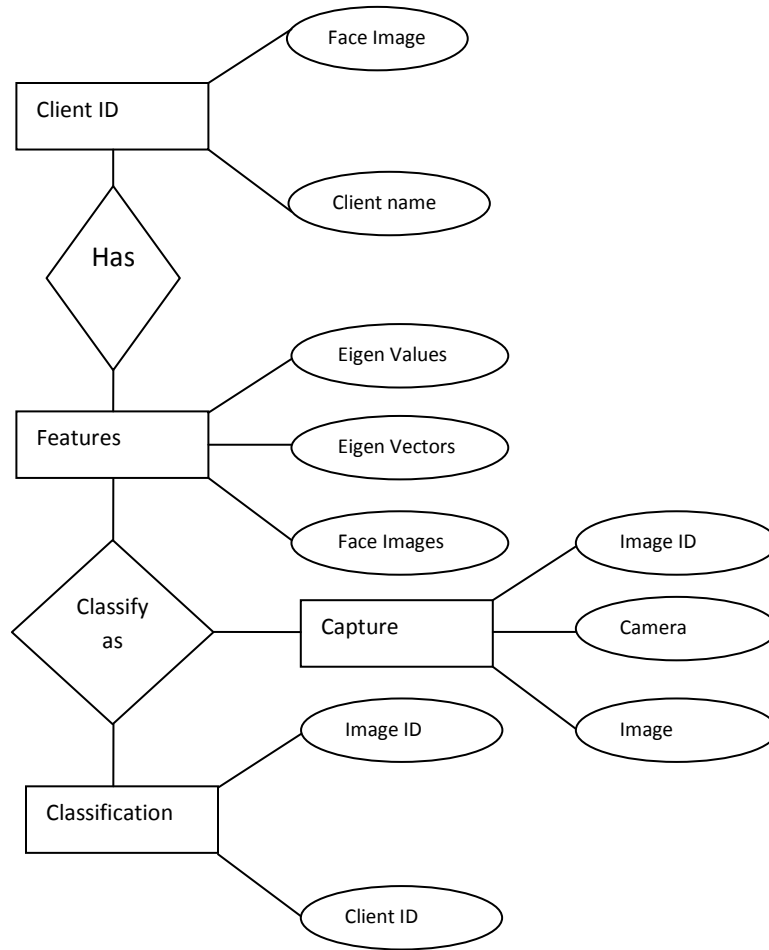 Face Image
Client ID
Client name
Has
Eigen Values
Features
Eigen Vectors
Face Images
Image ID
Classify
as
Capture
Camera
Image ID
Image
Classification
Client ID